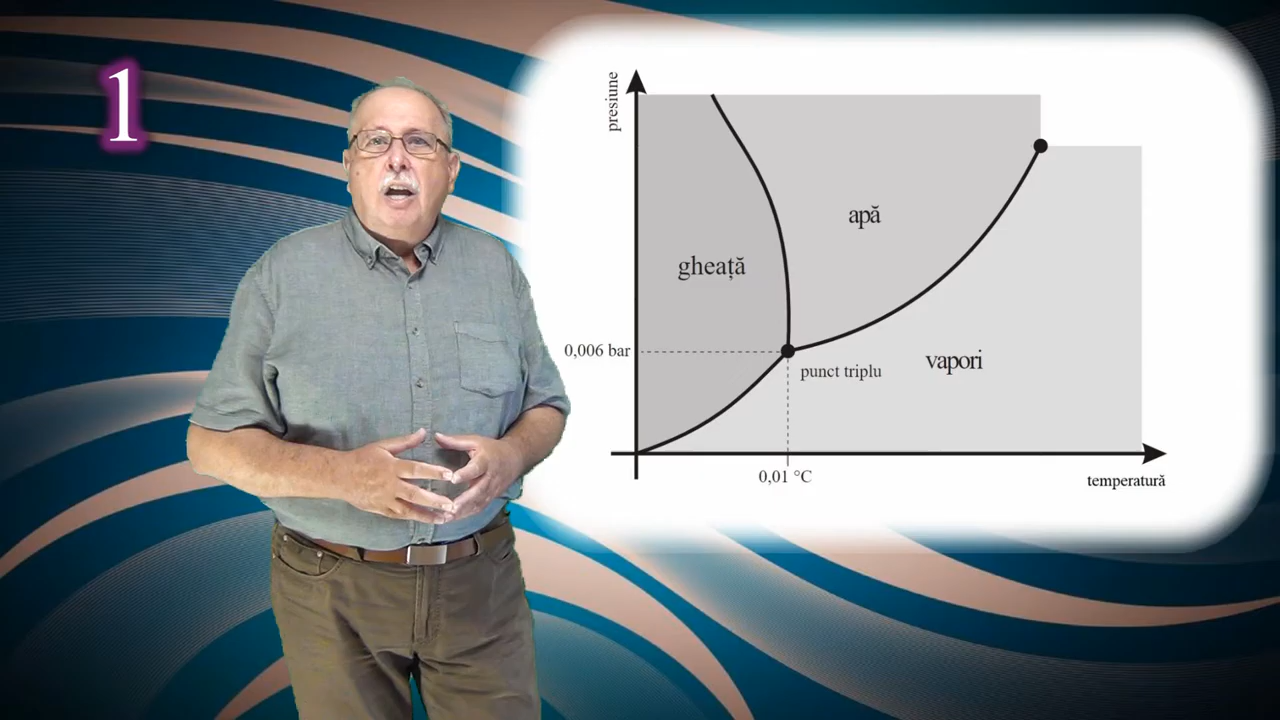 1
presiune
apă
gheață
0,006 bar
punct triplu
vapori
0,01 °C
temperatură